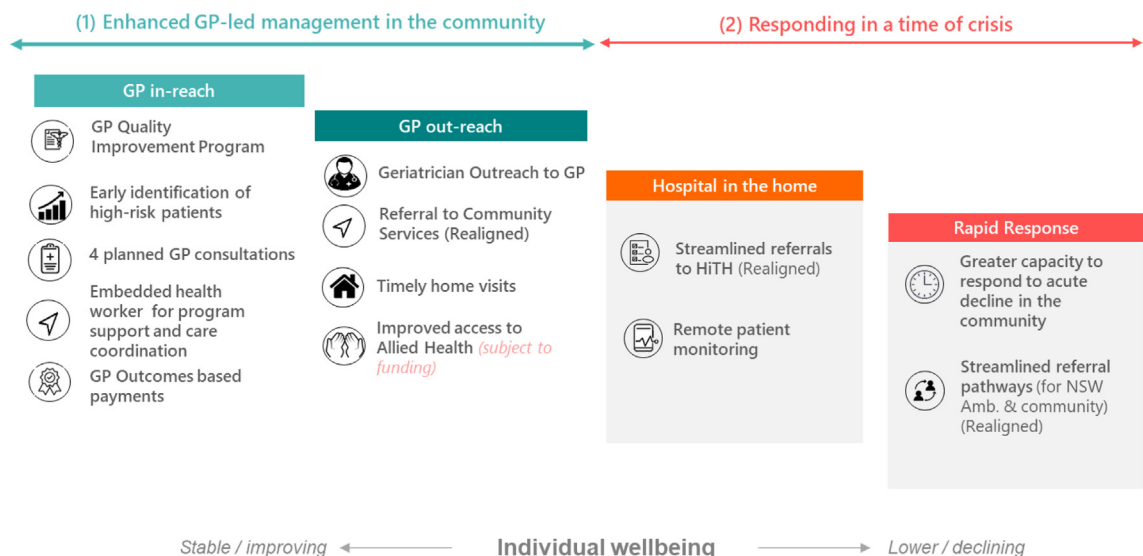 (1) Enhanced GP-led management in the community
(2) Responding in a time of crisis
GP in-reach
GP Quality
Improvement Program
Early identification of
high-risk patients
4 planned GP consultations
Embedded health
worker for program
support and care
coordination
GP Outcomes based
payments
GP out-reach
Geriatrician Outreach to GP
Referral to Community
Services (Realigned)
Timely home visits
Improved access to
Allied Health (subject to
funding)
Hospital in the home
Streamlined referrals
to HiTH (Realigned)
Remote patient
monitoring
Rapid Response
Greater capacity to
respond to acute
decline in the
community
Streamlined referral
pathways (for NSW
Amb. & community)
(Realigned)
Stable / improving
Individual wellbeing
Lower / declining